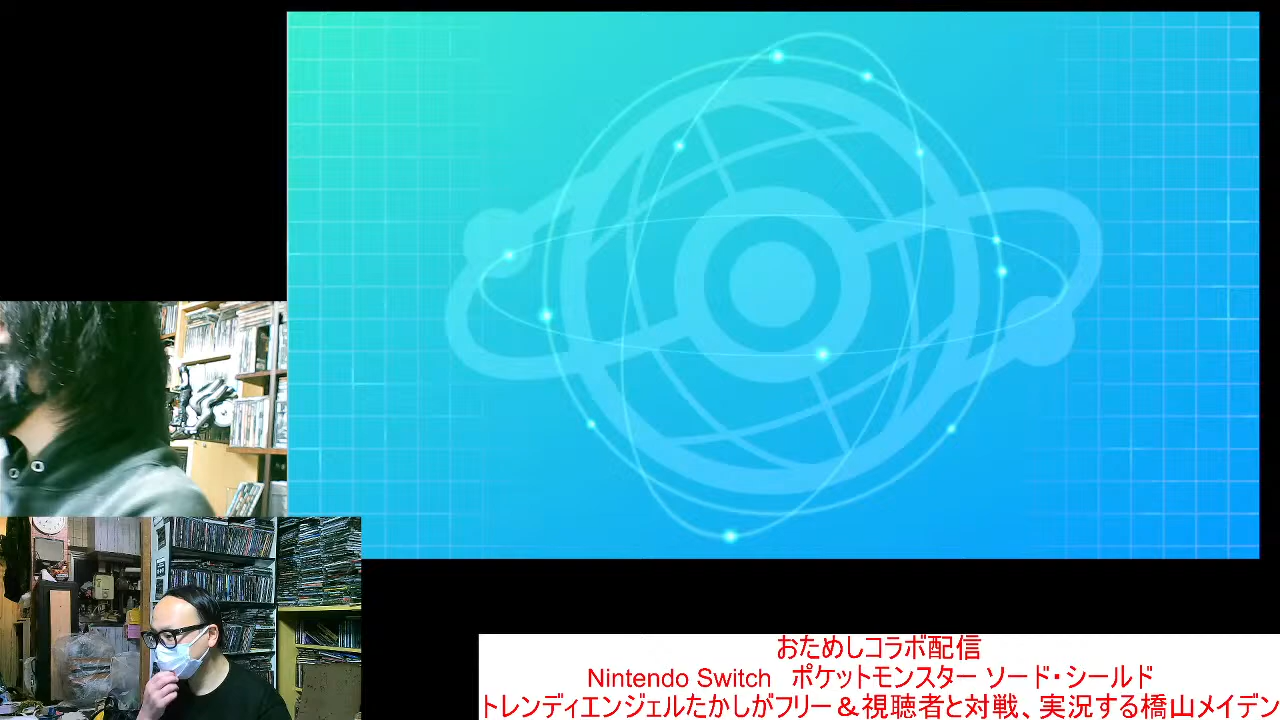 おためしコラボ配信
Nintendo Switch ポケットモンスター ソード・シールド
トレンディエンジェルたかしがフリー＆視聴者と対戦、実況する橋山メイデン